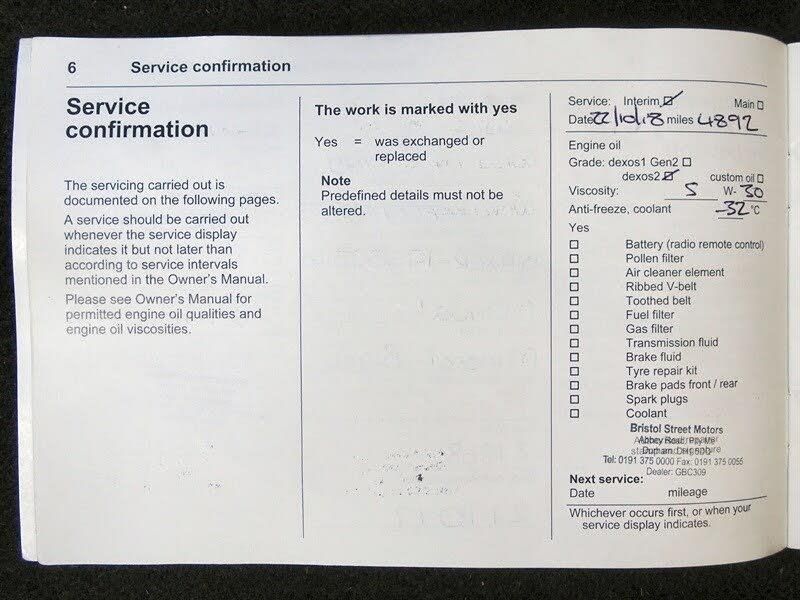 6 Service confirmation
Service
confirmation
The servicing carried out is
documented on the following pages.
A service should be carried out
whenever the service display
indicates it but not later than
according to service intervals
mentioned in the Owner's Manual.
Please see Owner's Manual for
permitted engine oil qualities and
engine oil viscosities.
The work is marked with yes
Yes = was exchanged or
replaced
Note
Predefined details must not be
altered.
Service: Interim Main
Date 22/10/18 miles 4892
Engine oil
Grade: dexos1 Gen2
dexos2 custom oil
Viscosity: 5 W- 30
Anti-freeze, coolant -32 °C
Yes
Battery (radio remote control)
Pollen filter
Air cleaner element
Ribbed V-belt
Toothed belt
Fuel filter
Gas filter
Transmission fluid
Brake fluid
Tyre repair kit
Brake pads front / rear
Spark plugs
Coolant
Bristol Street Motors
Abbey Road,
Durham
Tel: 0191 375 0000 Fax: 0191 375 0055
Dealer: GBC309
Next service:
Date mileage
Whichever occurs first, or when your
service display indicates.